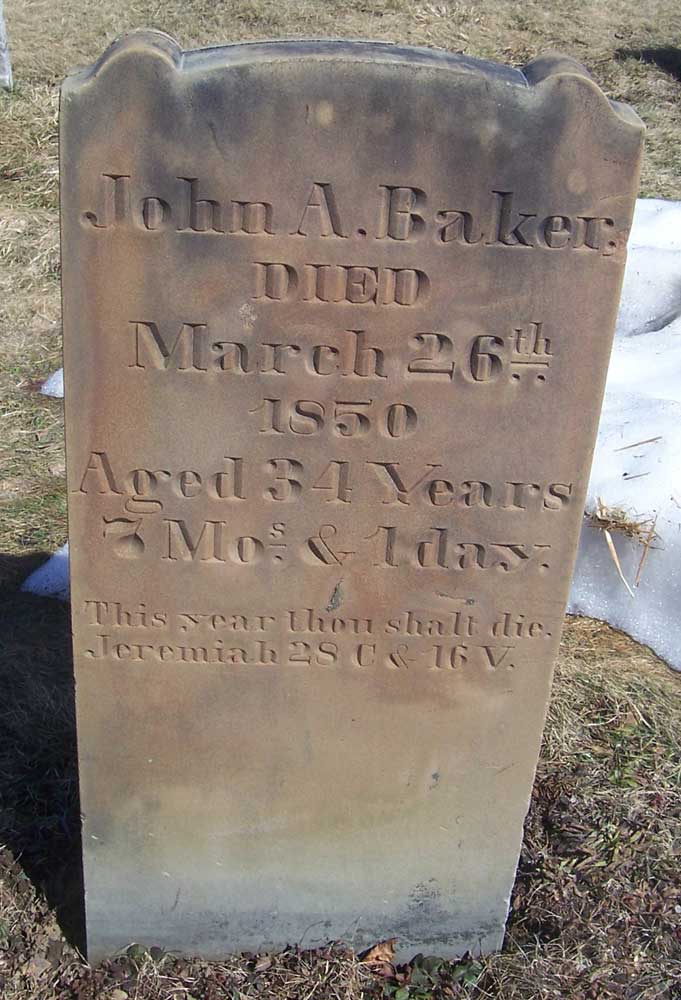 John A. Baker,
DIED
March 26th
1850
Aged 34 Years
7 Mos. & 1 day.
This year thou shalt die.
Jeremiah 28 C & 16 V.